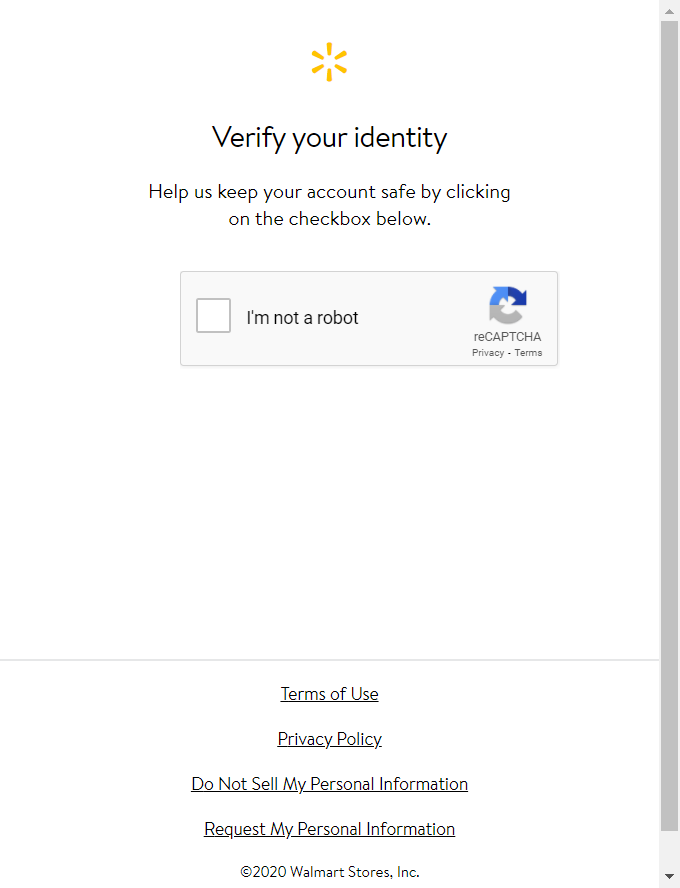 Verify your identity
Help us keep your account safe by clicking
on the checkbox below.
I'm not a robot
reCAPTCHA
Privacy - Terms
Terms of Use
Privacy Policy
Do Not Sell My Personal Information
Request My Personal Information
©2020 Walmart Stores, Inc.